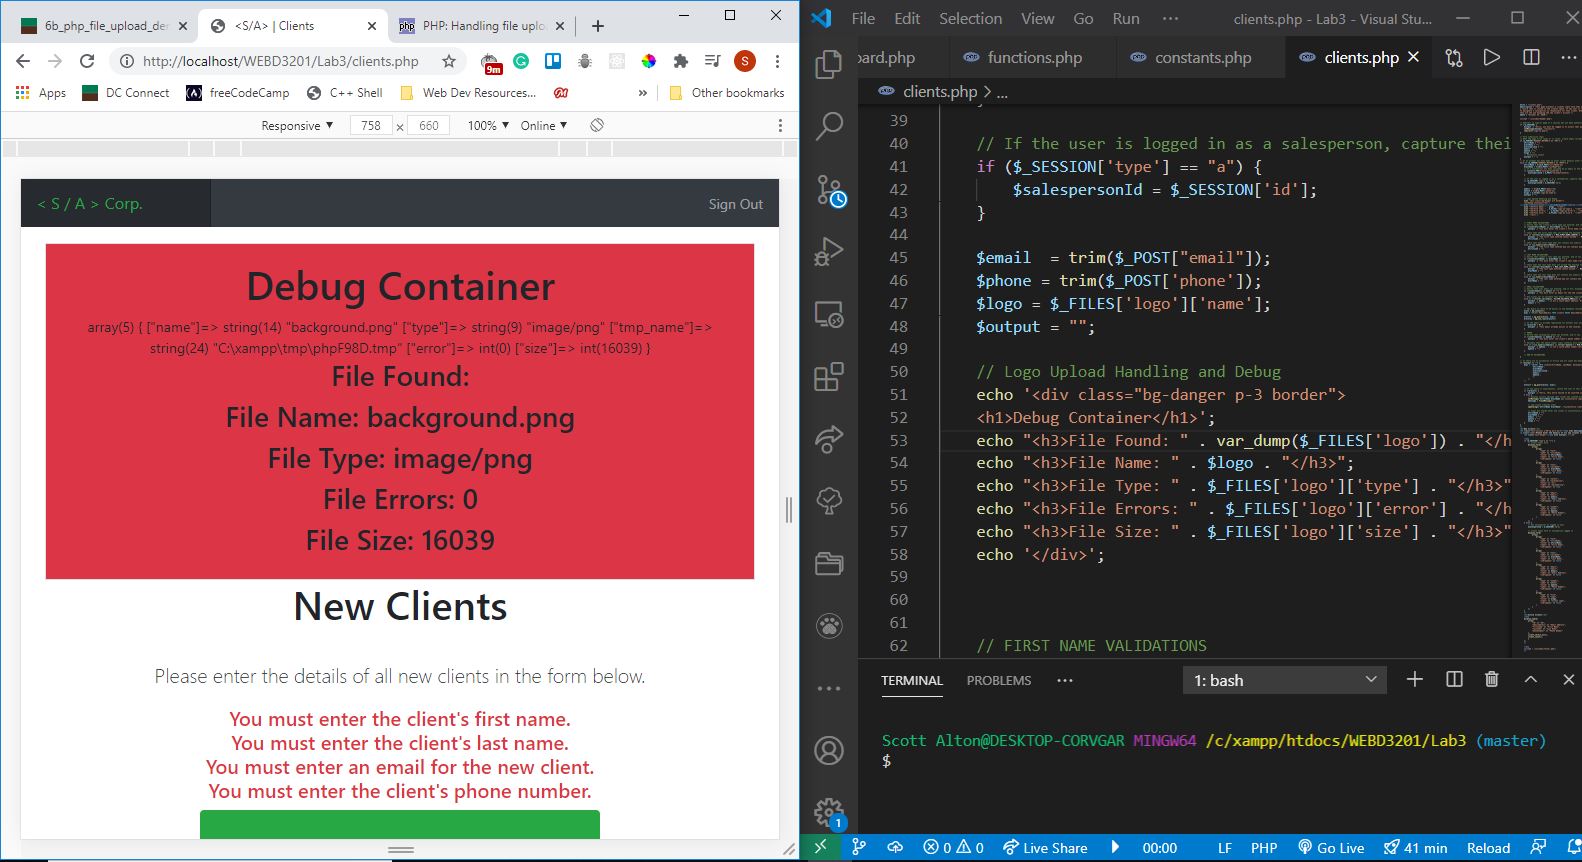 6b_php_file_upload_der
<S/A> | Clients
PHP: Handling file uplo
http://localhost/WEBD3201/Lab3/clients.php
9m
S
Apps
DC Connect
freeCodeCamp
C++ Shell
Web Dev Resources...
»
Other bookmarks
Responsive ▼
758 × 660
100% ▼
Online ▼
< S / A > Corp.
Sign Out
Debug Container
array(5) { ["name"]=> string(14) "background.png" ["type"]=> string(9) "image/png" ["tmp_name"]=>
string(24) "C:\xampp\tmp\phpF98D.tmp" ["error"]=> int(0) ["size"]=> int(16039) }
File Found:
File Name: background.png
File Type: image/png
File Errors: 0
File Size: 16039
New Clients
Please enter the details of all new clients in the form below.
You must enter the client's first name.
You must enter the client's last name.
You must enter an email for the new client.
You must enter the client's phone number.
File Edit Selection View Go Run ···
clients.php - Lab3 - Visual Stu...
oard.php
functions.php
constants.php
clients.php
clients.php > ...
39
40 // If the user is logged in as a salesperson, capture thei
41 if ($_SESSION['type'] == "a") {
42 $salespersonId = $_SESSION['id'];
43 }
44
45 $email = trim($_POST["email"]);
46 $phone = trim($_POST['phone']);
47 $logo = $_FILES['logo']['name'];
48 $output = "";
49
50 // Logo Upload Handling and Debug
51 echo '<div class="bg-danger p-3 border">
52 <h1>Debug Container</h1>';
53 echo "<h3>File Found: " . var_dump($_FILES['logo']) . "</h
54 echo "<h3>File Name: " . $logo . "</h3>";
55 echo "<h3>File Type: " . $_FILES['logo']['type'] . "</h3>"
56 echo "<h3>File Errors: " . $_FILES['logo']['error'] . "</h
57 echo "<h3>File Size: " . $_FILES['logo']['size'] . "</h3>"
58 echo '</div>';
59
60
61
62 // FIRST NAME VALIDATIONS
TERMINAL PROBLEMS ···
1: bash
Scott Alton@DESKTOP-CORVGAR MINGW64 /c/xampp/htdocs/WEBD3201/Lab3 (master)
$
1
0 0
Live Share
00:00
LF
PHP
Go Live
41 min
Reload